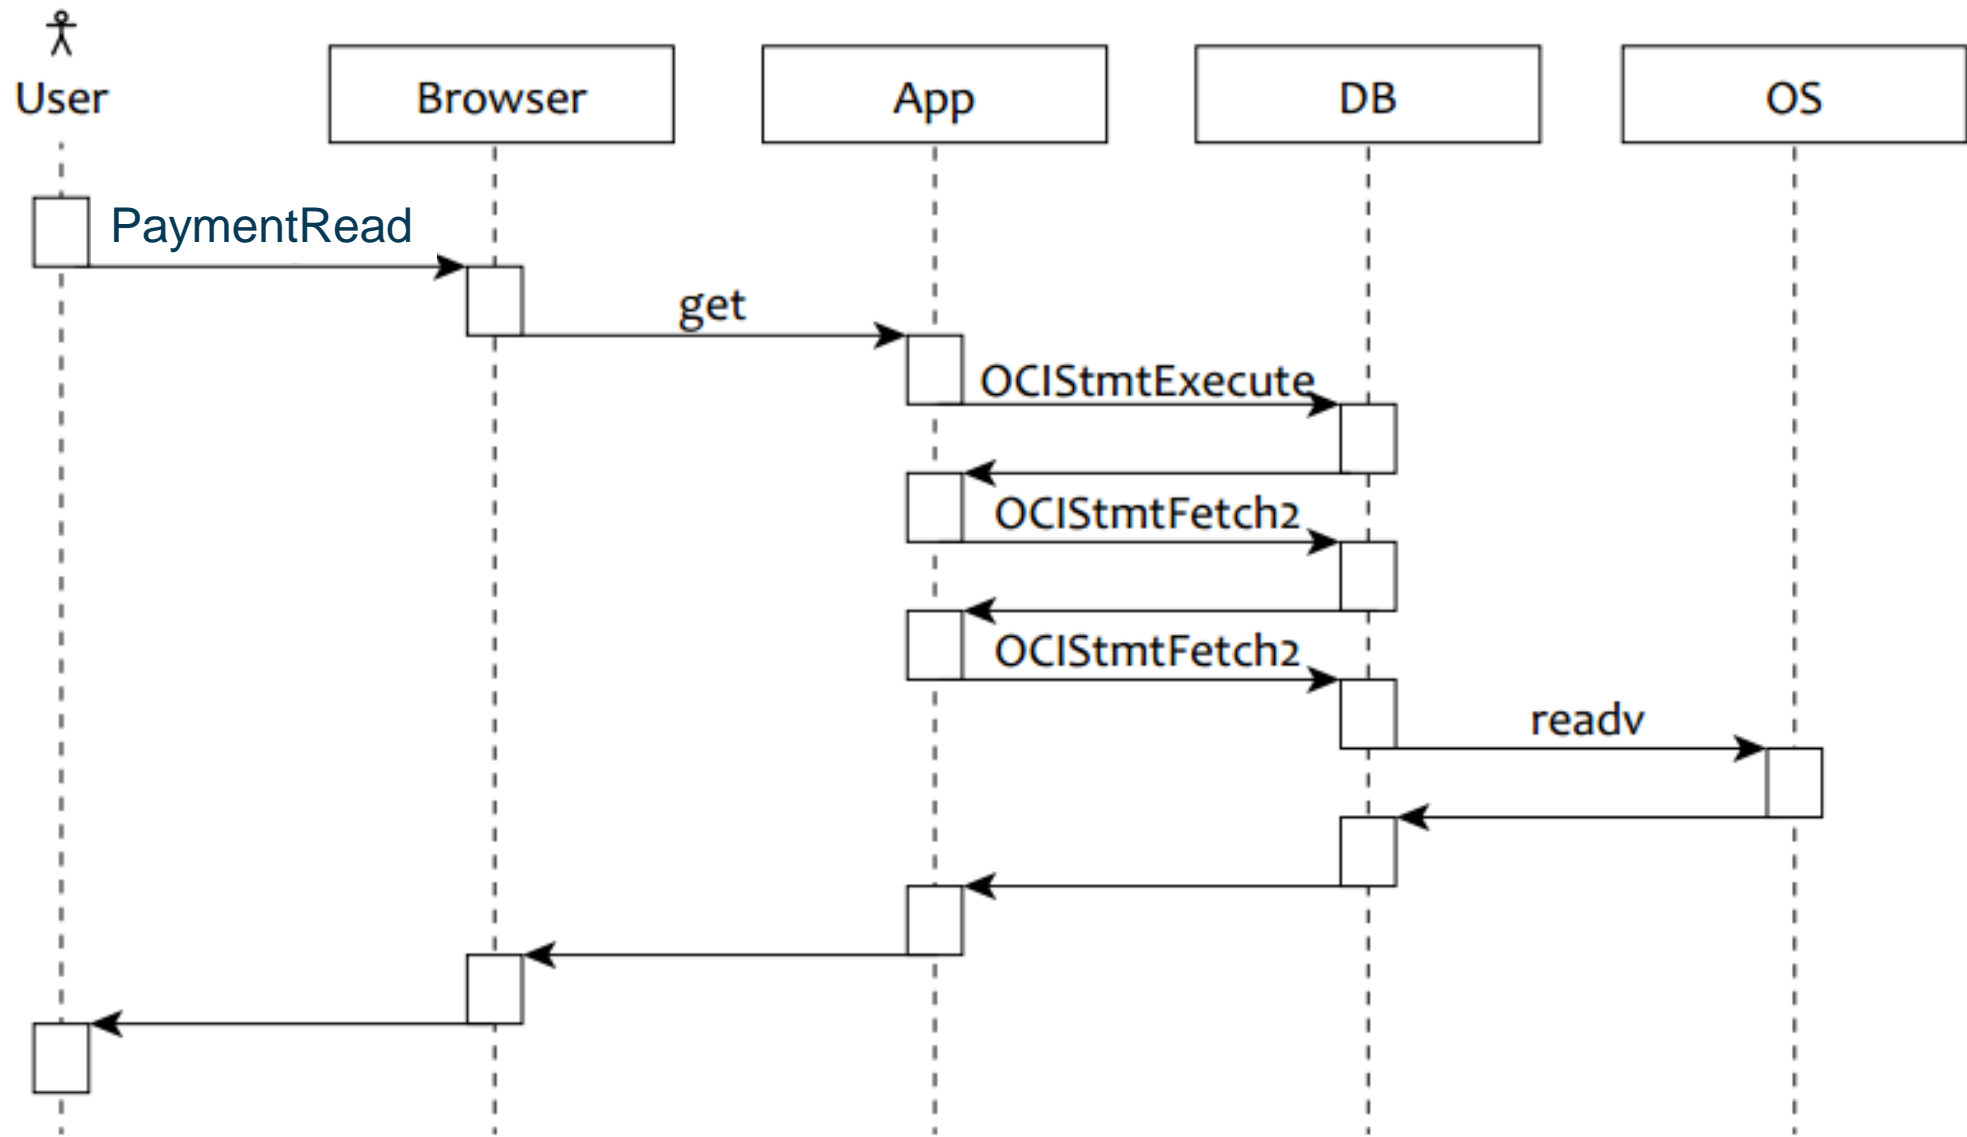 User
Browser
App
DB
OS
PaymentRead
get
OCIStmtExecute
OCIStmtFetch2
OCIStmtFetch2
readv